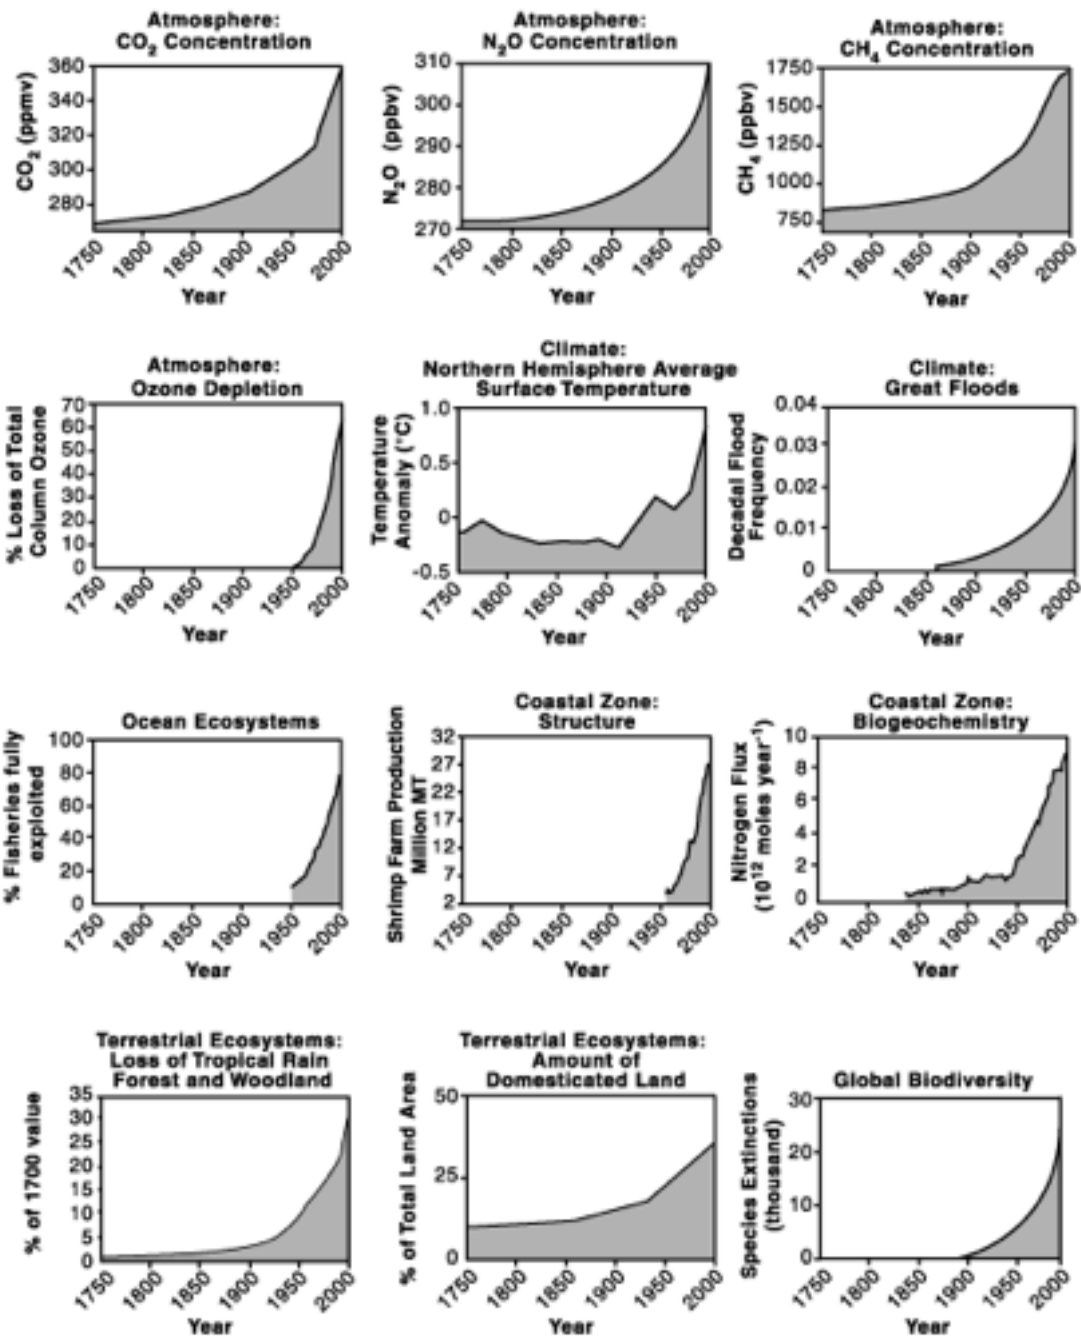 Atmosphere:
CO₂ Concentration
CO₂ (ppmv)
360
340
320
300
280
1750
1800
1850
1900
1950
2000
Year
Atmosphere:
N₂O Concentration
N₂O (ppbv)
310
300
290
280
270
1750
1800
1850
1900
1950
2000
Year
Atmosphere:
CH₄ Concentration
CH₄ (ppbv)
1750
1500
1250
1000
750
1750
1800
1850
1900
1950
2000
Year
Atmosphere:
Ozone Depletion
% Loss of Total
Column Ozone
70
60
50
40
30
20
10
0
1750
1800
1850
1900
1950
2000
Year
Climate:
Northern Hemisphere Average
Surface Temperature
Temperature
Anomaly (°C)
1.0
0.5
0
-0.5
1750
1800
1850
1900
1950
2000
Year
Climate:
Great Floods
Decadal Flood
Frequency
0.04
0.03
0.02
0.01
0
1750
1800
1850
1900
1950
2000
Year
Ocean Ecosystems
% Fisheries fully
exploited
100
80
60
40
20
0
1750
1800
1850
1900
1950
2000
Year
Coastal Zone:
Structure
Shrimp Farm Production
Million MT
32
27
22
17
12
7
2
1750
1800
1850
1900
1950
2000
Year
Coastal Zone:
Biogeochemistry
Nitrogen Flux
(10¹² moles year⁻¹)
10
8
6
4
2
0
1750
1800
1850
1900
1950
2000
Year
Terrestrial Ecosystems:
Loss of Tropical Rain
Forest and Woodland
% of 1700 value
35
30
25
20
15
10
5
0
1750
1800
1850
1900
1950
2000
Year
Terrestrial Ecosystems:
Amount of
Domesticated Land
% of Total Land Area
50
25
0
1750
1800
1850
1900
1950
2000
Year
Global Biodiversity
Species Extinctions
(thousand)
30
20
10
0
1750
1800
1850
1900
1950
2000
Year